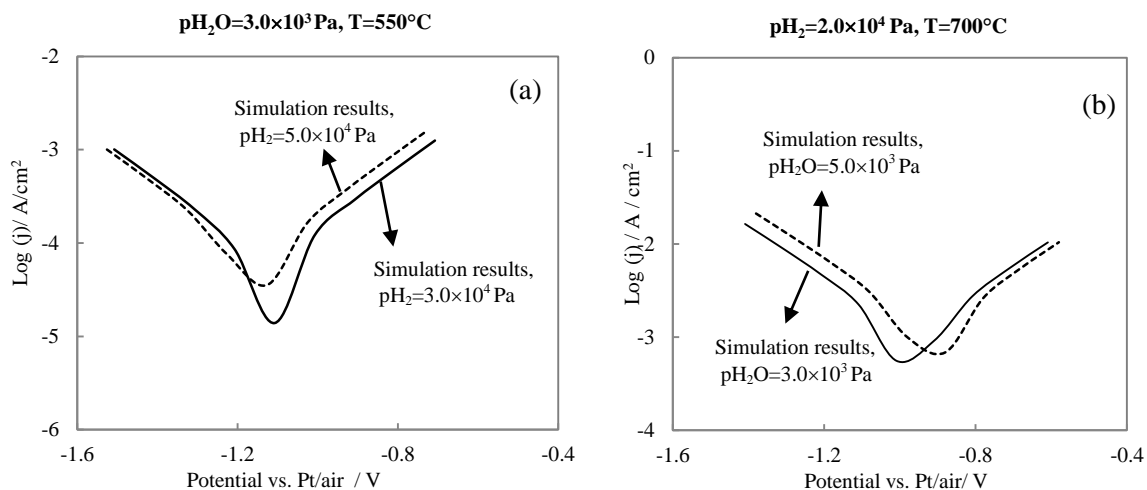 pH2O=3.0×10³ Pa, T=550°C
(a)
Log (j)/ A/cm²
-2
-3
-4
-5
-6
Simulation results,
pH2=5.0×10⁴ Pa
Simulation results,
pH2=3.0×10⁴ Pa
-1.6
-1.2
-0.8
-0.4
Potential vs. Pt/air / V
pH2=2.0×10⁴ Pa, T=700°C
(b)
Log (j) / A / cm²
0
-1
-2
-3
-4
Simulation results,
pH2O=5.0×10³ Pa
Simulation results,
pH2O=3.0×10³ Pa
-1.6
-1.2
-0.8
-0.4
Potential vs. Pt/air/ V